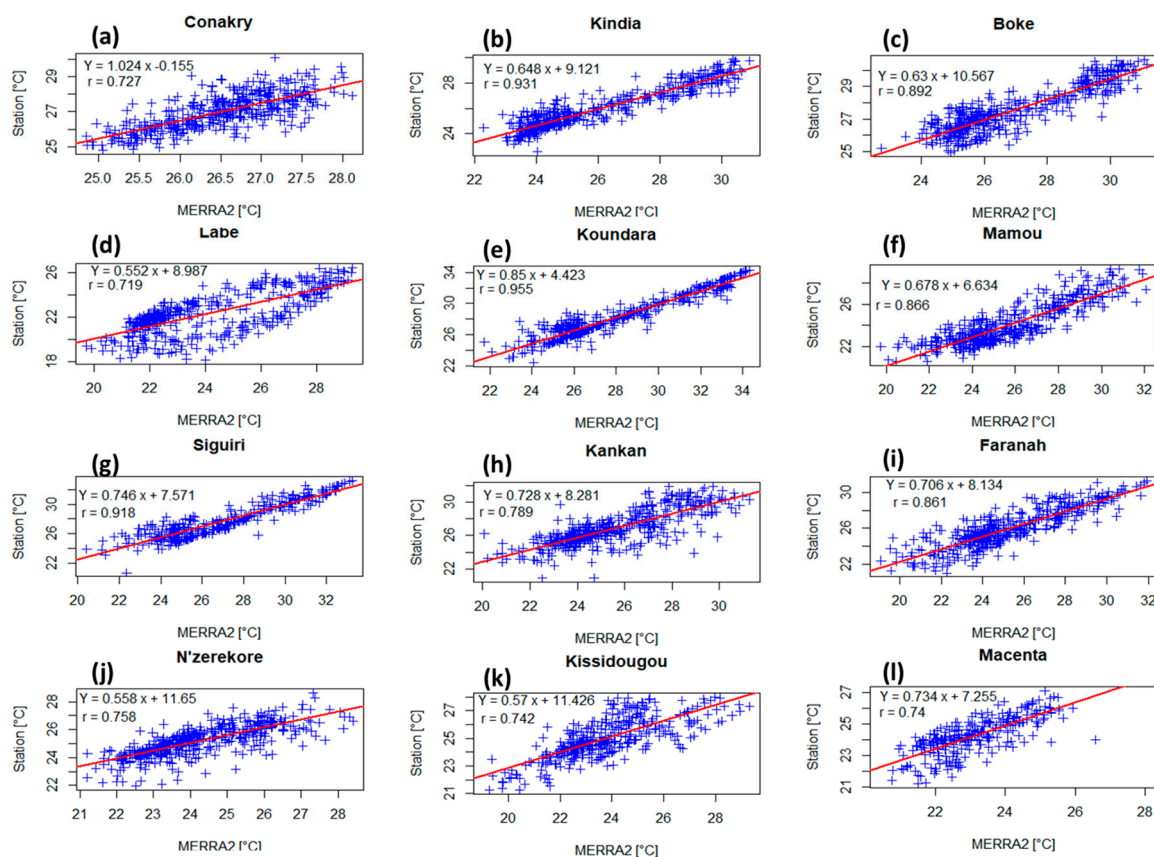 Conakry
(a)
Y = 1.024 x -0.155
r = 0.727
Station [°C]
25 27 29
25.0 25.5 26.0 26.5 27.0 27.5 28.0
MERRA2 [°C]
Kindia
(b)
Y = 0.648 x + 9.121
r = 0.931
Station [°C]
24 28
22 24 26 28 30
MERRA2 [°C]
Boke
(c)
Y = 0.63 x + 10.567
r = 0.892
Station [°C]
25 27 29
24 26 28 30
MERRA2 [°C]
Labe
(d)
Y = 0.552 x + 8.987
r = 0.719
Station [°C]
18 22 26
20 22 24 26 28
MERRA2 [°C]
Koundara
(e)
Y = 0.85 x + 4.423
r = 0.955
Station [°C]
22 26 30 34
22 24 26 28 30 32 34
MERRA2 [°C]
Mamou
(f)
Y = 0.678 x + 6.634
r = 0.866
Station [°C]
22 26
20 22 24 26 28 30 32
MERRA2 [°C]
Siguiri
(g)
Y = 0.746 x + 7.571
r = 0.918
Station [°C]
22 26 30
20 22 24 26 28 30 32
MERRA2 [°C]
Kankan
(h)
Y = 0.728 x + 8.281
r = 0.789
Station [°C]
22 26 30
20 22 24 26 28 30
MERRA2 [°C]
Faranah
(i)
Y = 0.706 x + 8.134
r = 0.861
Station [°C]
22 26 30
20 22 24 26 28 30 32
MERRA2 [°C]
N'zerekore
(j)
Y = 0.558 x + 11.65
r = 0.758
Station [°C]
22 24 26 28
21 22 23 24 25 26 27 28
MERRA2 [°C]
Kissidougou
(k)
Y = 0.57 x + 11.426
r = 0.742
Station [°C]
21 23 25 27
20 22 24 26 28
MERRA2 [°C]
Macenta
(l)
Y = 0.734 x + 7.255
r = 0.74
Station [°C]
21 23 25 27
22 24 26 28
MERRA2 [°C]